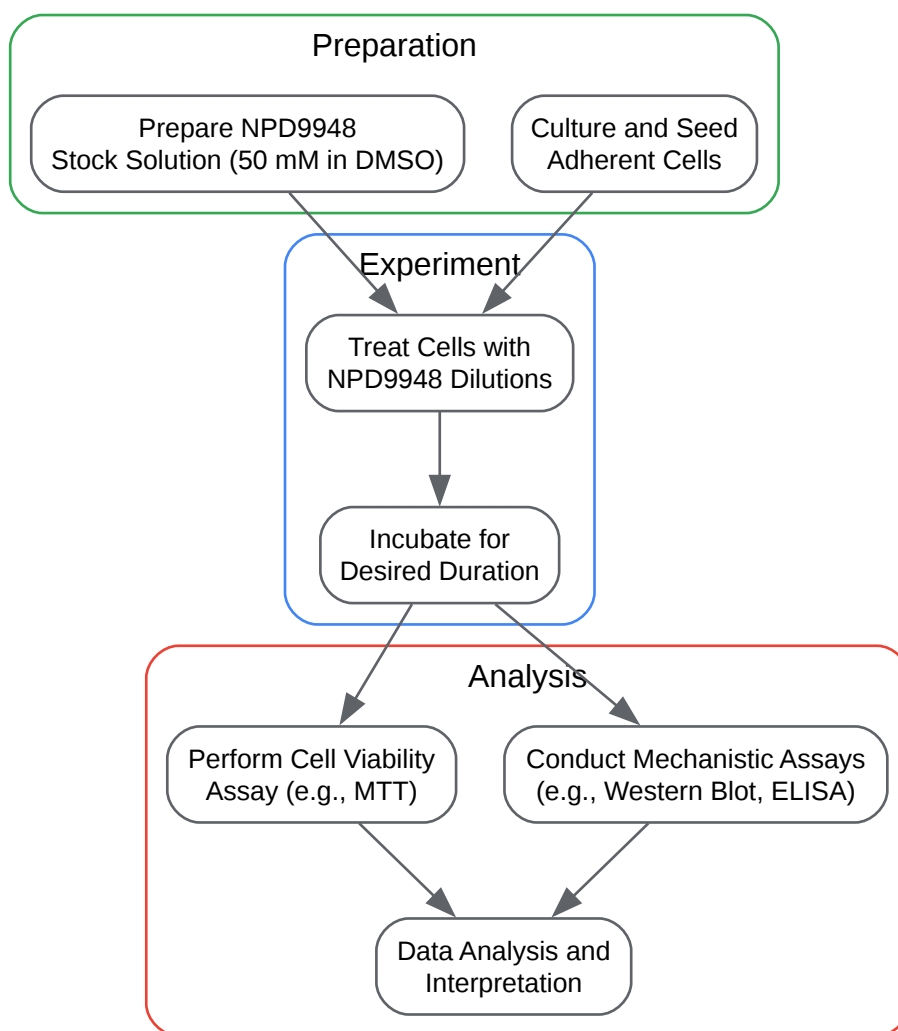 Preparation
Prepare NPD9948
Stock Solution (50 mM in DMSO)
Culture and Seed
Adherent Cells
Experiment
Treat Cells with
NPD9948 Dilutions
Incubate for
Desired Duration
Analysis
Perform Cell Viability
Assay (e.g., MTT)
Conduct Mechanistic Assays
(e.g., Western Blot, ELISA)
Data Analysis and
Interpretation